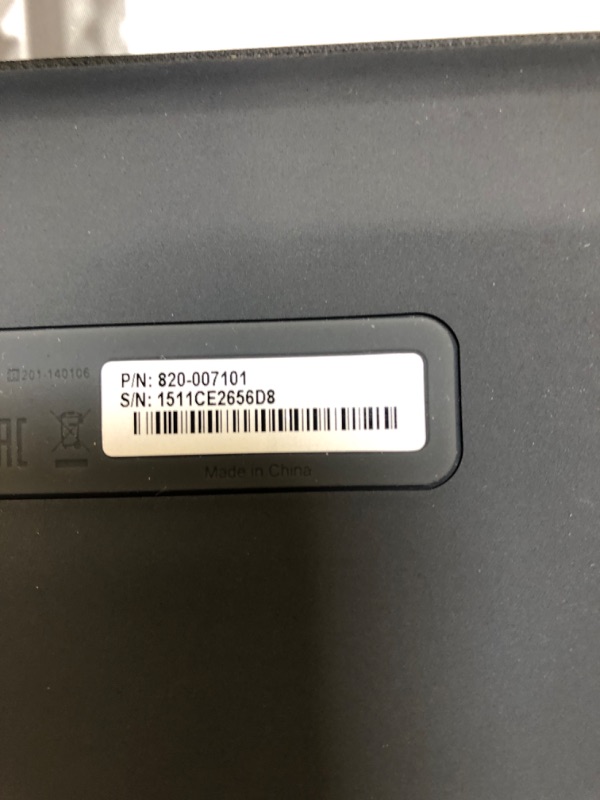 201-140106
P/N: 820-007101
S/N: 1511CE2656D8
Made in China